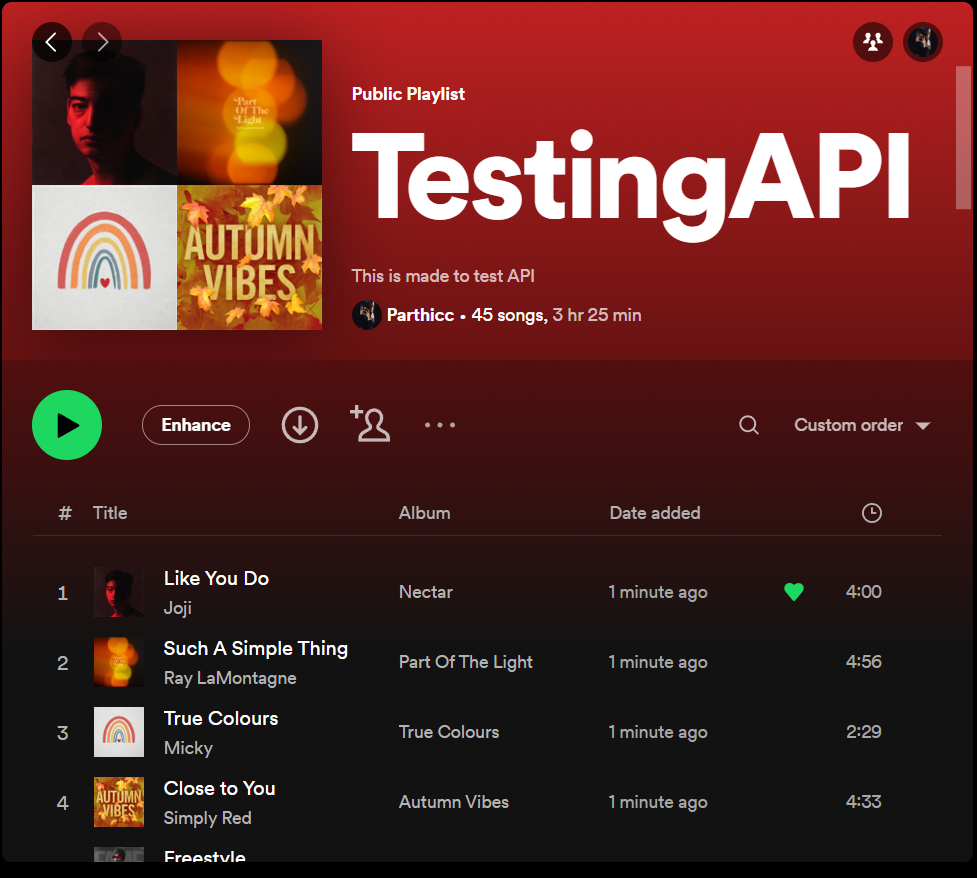 Part
Of The
Light
AUTUMN
VIBES
Public Playlist
TestingAPI
This is made to test API
Parthicc • 45 songs, 3 hr 25 min
Enhance
Custom order
# Title Album Date added
1 Like You Do Nectar 1 minute ago 4:00
Joji
2 Such A Simple Thing Part Of The Light 1 minute ago 4:56
Ray LaMontagne
3 True Colours True Colours 1 minute ago 2:29
Micky
AUTUMN
VIBES
4 Close to You Autumn Vibes 1 minute ago 4:33
Simply Red
Freestyle